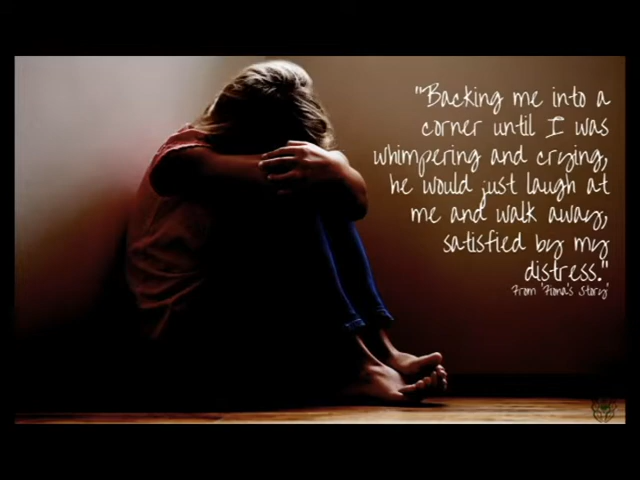 "Backing me into a
corner until I was
whimpering and crying,
he would just laugh at
me and walk away,
satisfied by my
distress."
From 'Fiona's Story'